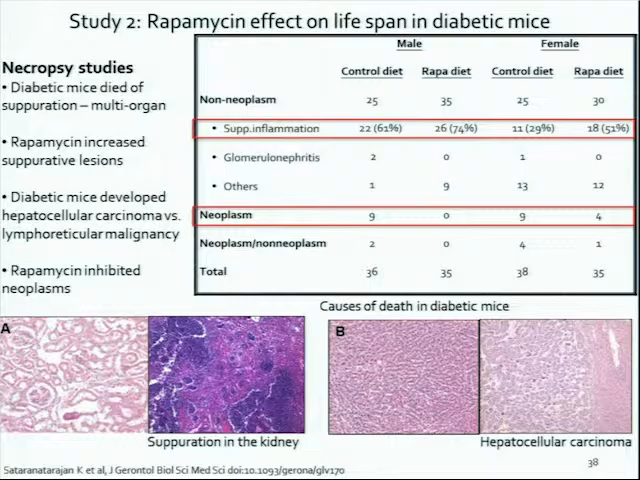 Study 2: Rapamycin effect on life span in diabetic mice
Necropsy studies
• Diabetic mice died of
suppuration – multi-organ
• Rapamycin increased
suppurative lesions
• Diabetic mice developed
hepatocellular carcinoma vs.
lymphoreticular malignancy
• Rapamycin inhibited
neoplasms
Male Female
Control diet Rapa diet Control diet Rapa diet
Non-neoplasm 25 35 25 30
• Supp.inflammation 22 (61%) 26 (74%) 11 (29%) 18 (51%)
• Glomerulonephritis 2 0 1 0
• Others 1 9 13 12
Neoplasm 9 0 9 4
Neoplasm/nonneoplasm 2 0 4 1
Total 36 35 38 35
Causes of death in diabetic mice
A
B
Suppuration in the kidney
Hepatocellular carcinoma
Sataranatarajan K et al, J Gerontol Biol Sci Med Sci doi:10.1093/gerona/glv170
38